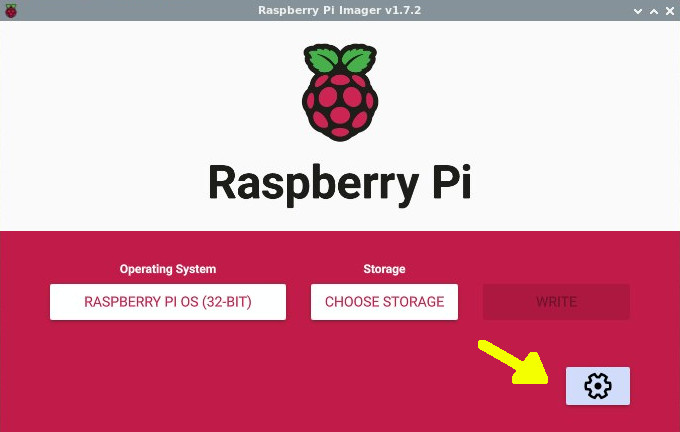 Raspberry Pi Imager v1.7.2
Raspberry Pi
Operating System
Storage
RASPBERRY PI OS (32-BIT)
CHOOSE STORAGE
WRITE